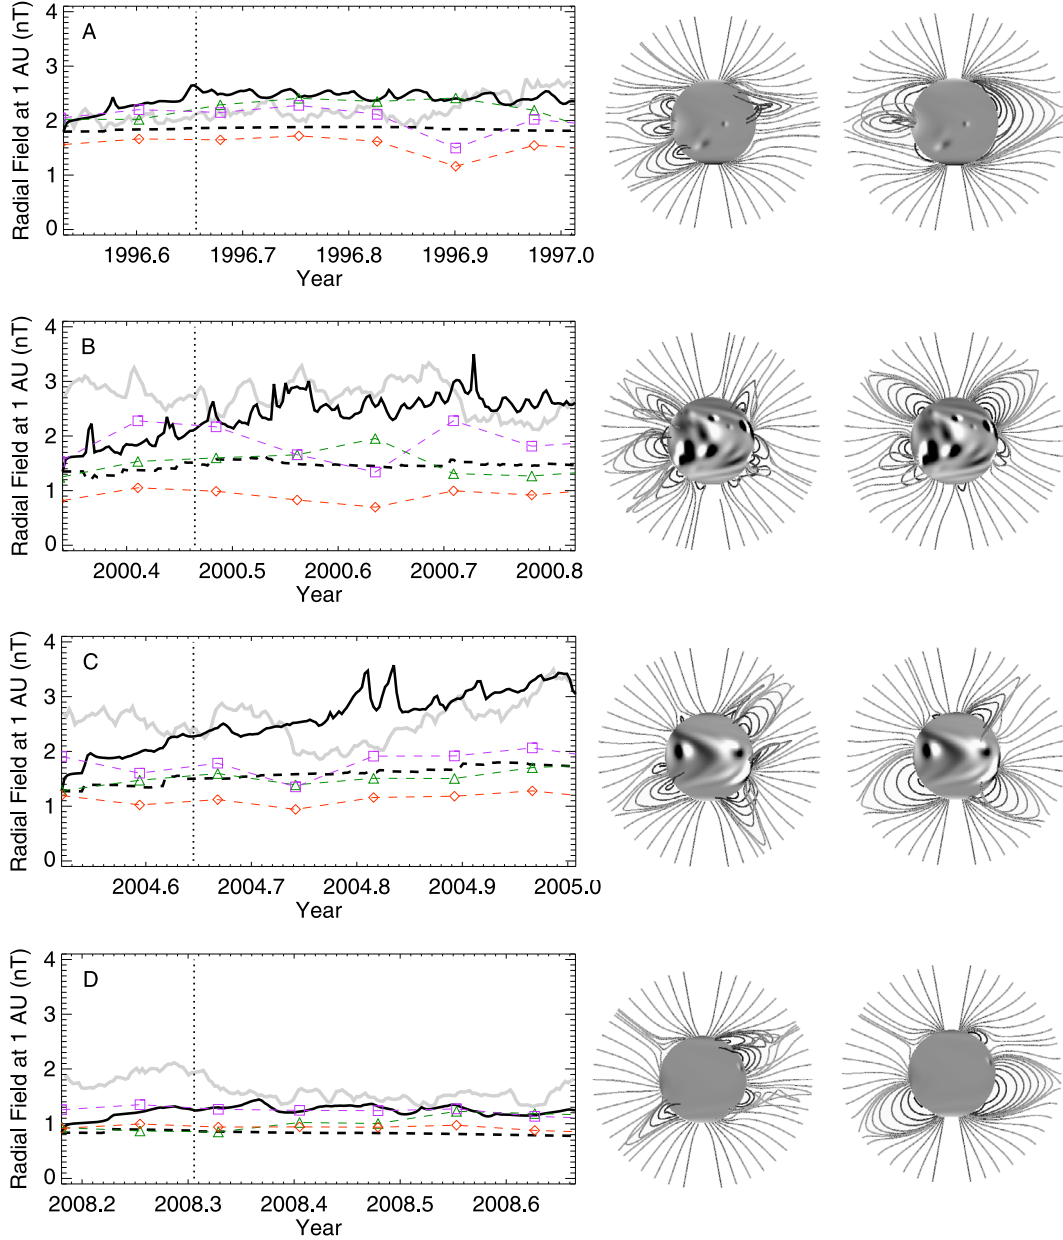 Radial Field at 1 AU (nT)
A
4
3
2
1
0
1996.6 1996.7 1996.8 1996.9 1997.0
Year
Radial Field at 1 AU (nT)
B
4
3
2
1
0
2000.4 2000.5 2000.6 2000.7 2000.8
Year
Radial Field at 1 AU (nT)
C
4
3
2
1
0
2004.6 2004.7 2004.8 2004.9 2005.0
Year
Radial Field at 1 AU (nT)
D
4
3
2
1
0
2008.2 2008.3 2008.4 2008.5 2008.6
Year